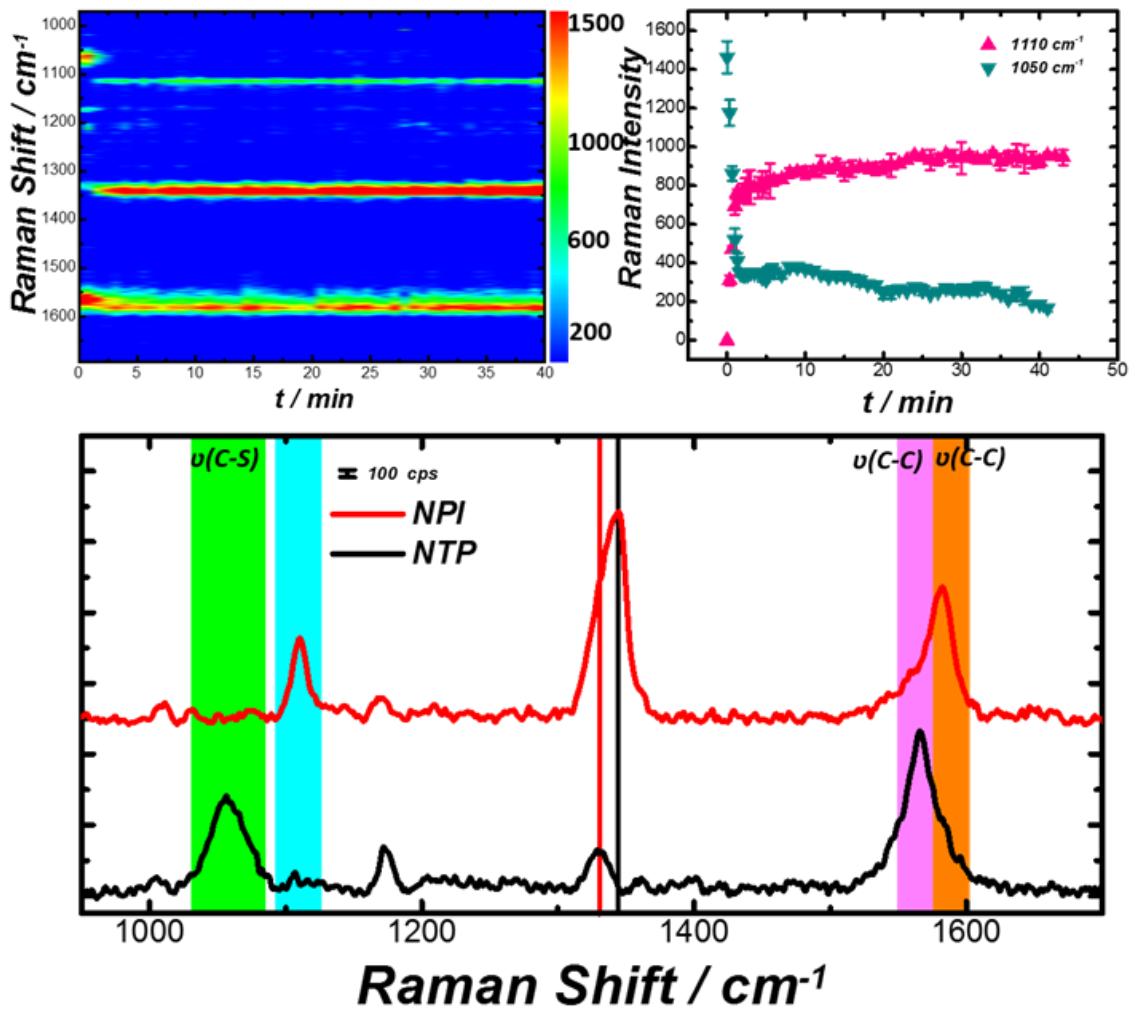 1000
1100
1200
1300
1400
1500
1600
Raman Shift / cm-1
0 5 10 15 20 25 30 35 40
t / min
1500
1000
600
200
1600
1400
1200
1000
800
600
400
200
0
Raman Intensity
1110 cm-1
1050 cm-1
0 10 20 30 40 50
t / min
υ(C-S)
υ(C-C) υ(C-C)
100 cps
NPI
NTP
1000 1200 1400 1600
Raman Shift / cm-1